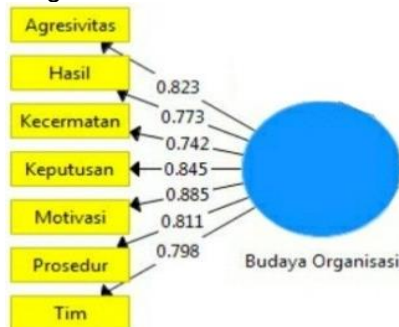 Agresivitas
Hasil
Kecermatan
Keputusan
Motivasi
Prosedur
Tim
0.823
0.773
0.742
0.845
0.885
0.811
0.798
Budaya Organisasi